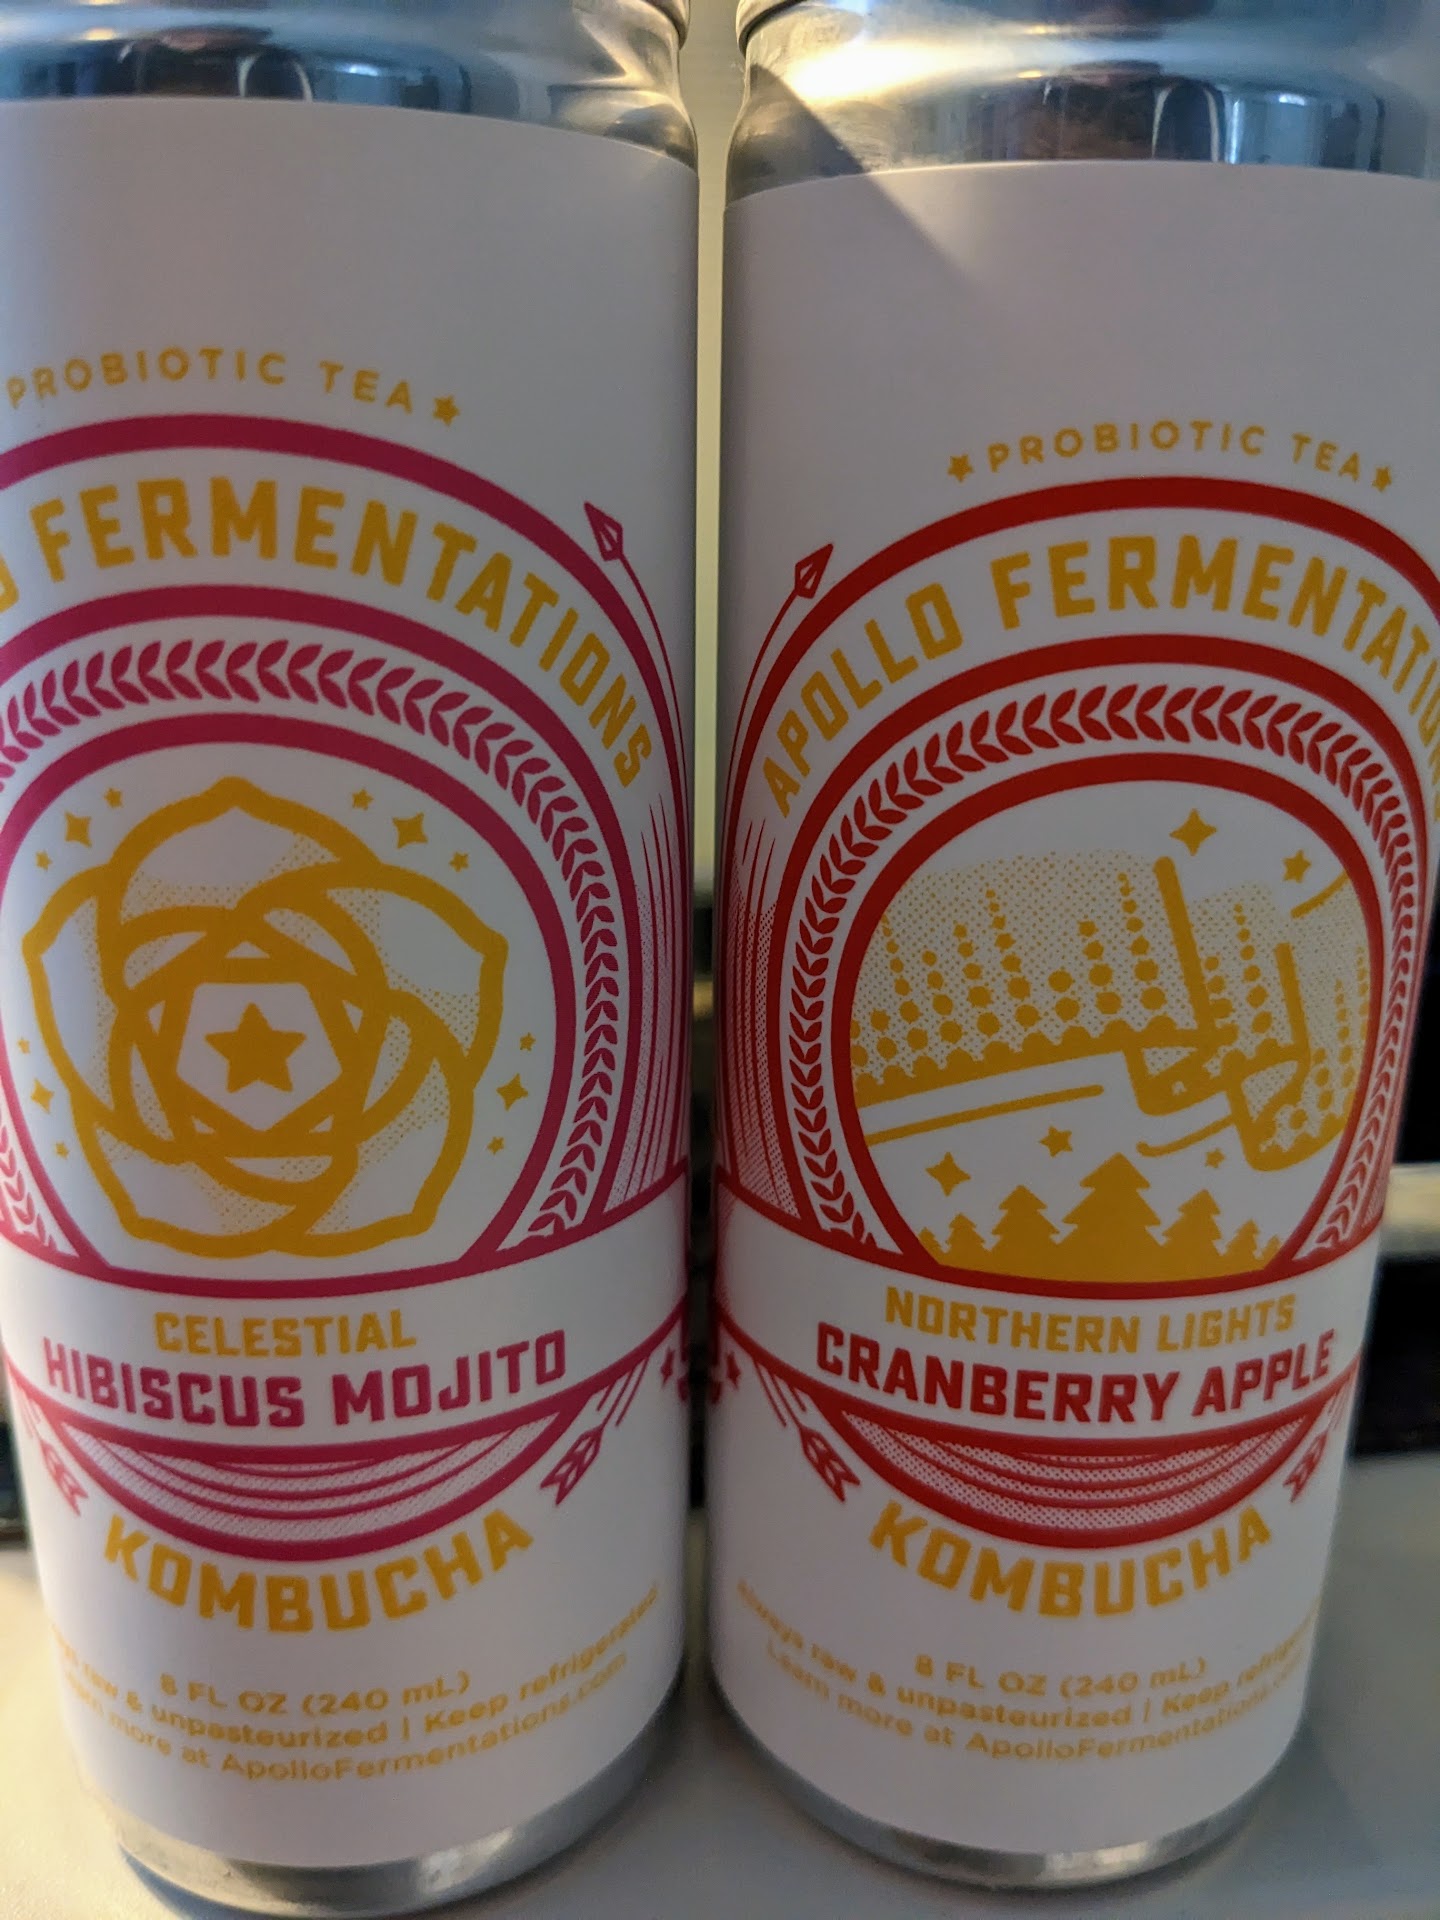 PROBIOTIC TEA
FERMENTATIONS
CELESTIAL
HIBISCUS MOJITO
KOMBUCHA
8 FL OZ (240 mL)
raw & unpasteurized | Keep refrigerated
more at ApolloFermentations.com
PROBIOTIC TEA
APOLLO FERMENTATIONS
NORTHERN LIGHTS
CRANBERRY APPLE
KOMBUCHA
8 FL OZ (240 mL)
Always raw & unpasteurized | Keep
Learn more at ApolloFermentations.com